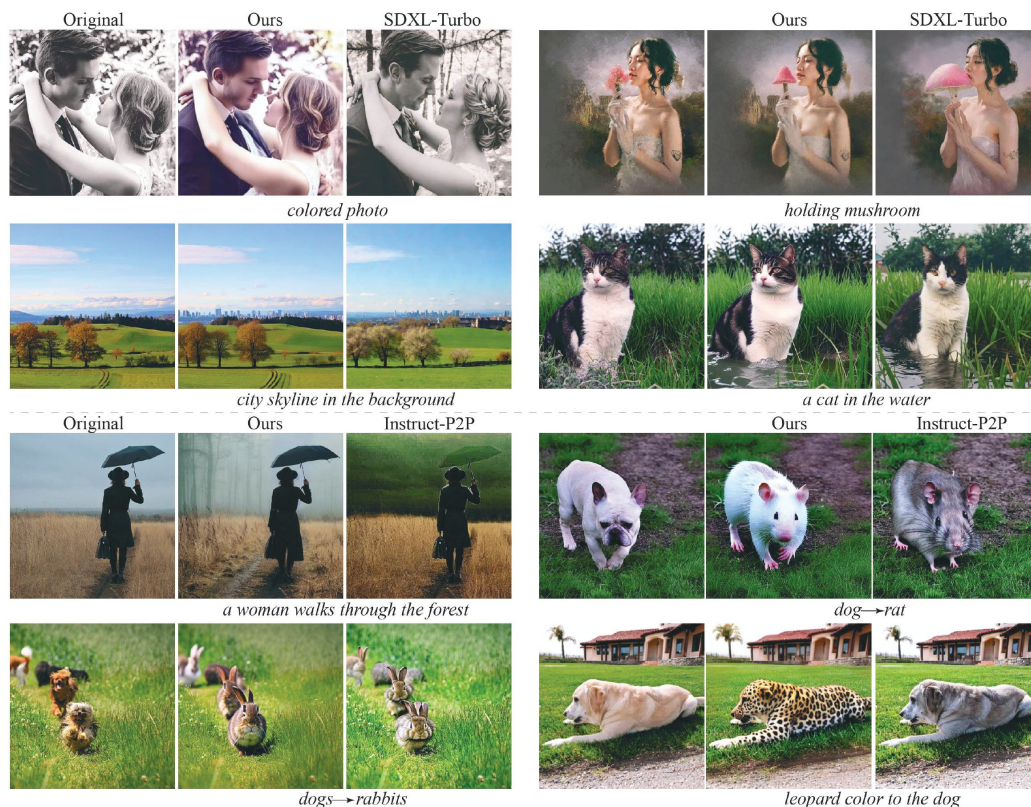 Original Ours SDXL-Turbo Ours SDXL-Turbo
colored photo holding mushroom
city skyline in the background a cat in the water
Original Ours Instruct-P2P Ours Instruct-P2P
a woman walks through the forest dog→rat
dogs→rabbits leopard color to the dog